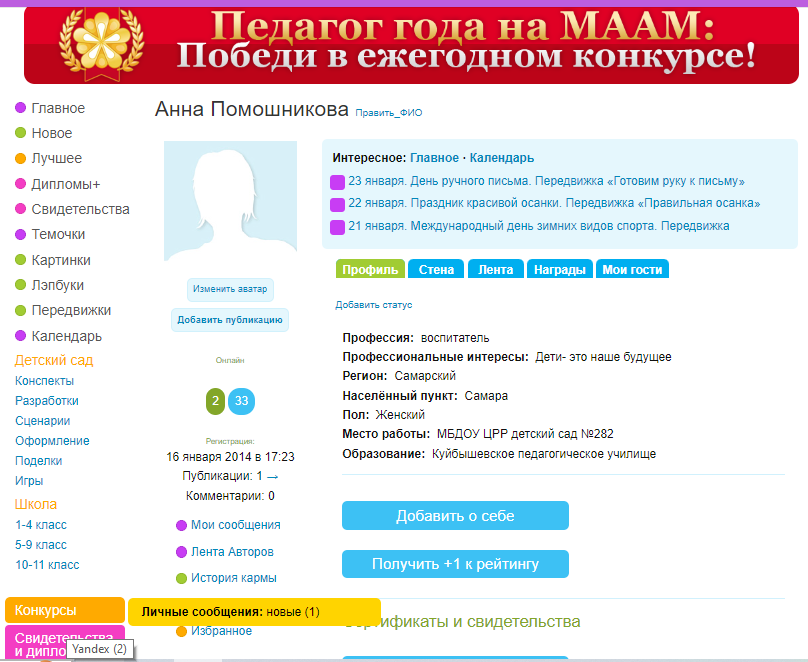 Педагог года на МААМ:
Победи в ежегодном конкурсе!
Главное
Новое
Лучшее
Дипломы+
Свидетельства
Темочки
Картинки
Лэпбуки
Передвижки
Календарь
Детский сад
Конспекты
Разработки
Сценарии
Оформление
Поделки
Игры
Школа
1-4 класс
5-9 класс
10-11 класс
Конкурсы
Свидетельства
и дипло
Yandex (2)
Анна Помошникова Править_ФИО
Изменить аватар
Добавить публикацию
Онлайн
2 33
Регистрация:
16 января 2014 в 17:23
Публикации: 1 →
Комментарии: 0
Мои сообщения
Лента Авторов
История кармы
Личные сообщения: новые (1)
Избранное
Интересное: Главное · Календарь
23 января. День ручного письма. Передвижка «Готовим руку к письму»
22 января. Праздник красивой осанки. Передвижка «Правильная осанка»
21 января. Международный день зимних видов спорта. Передвижка
Профиль Стена Лента Награды Мои гости
Добавить статус
Профессия: воспитатель
Профессиональные интересы: Дети- это наше будущее
Регион: Самарский
Населённый пункт: Самара
Пол: Женский
Место работы: МБДОУ ЦРР детский сад №282
Образование: Куйбышевское педагогическое училище
Добавить о себе
Получить +1 к рейтингу
Сертификаты и свидетельства